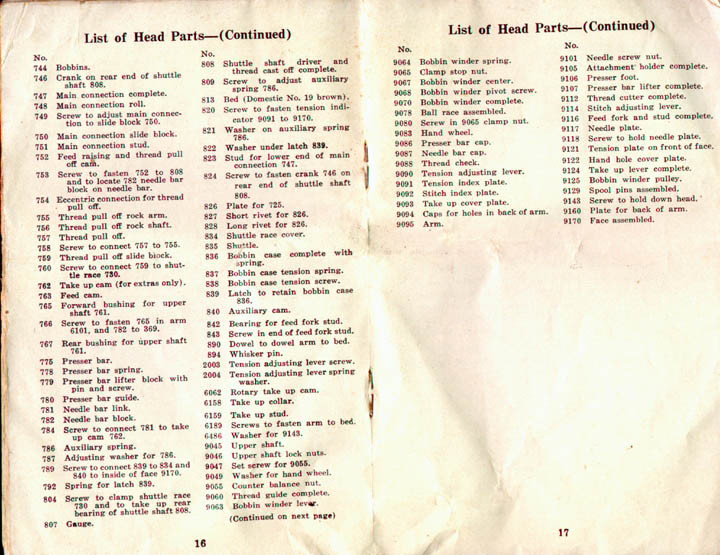 List of Head Parts—(Continued)
No.
744 Bobbins.
746 Crank on rear end of shuttle
shaft 808.
747 Main connection complete.
748 Main connection roll.
749 Screw to adjust main connec-
tion to slide block 750.
750 Main connection slide block.
751 Main connection stud.
752 Feed raising and thread pull
off cam.
753 Screw to fasten 752 to 808
and to locate 782 needle bar
block on needle bar.
754 Eccentric connection for thread
pull off.
755 Thread pull off rock arm.
756 Thread pull off rock shaft.
757 Thread pull off.
758 Screw to connect 757 to 755.
759 Thread pull off slide block.
760 Screw to connect 759 to shut-
tle race 730.
762 Take up cam (for extras only).
763 Feed cam.
765 Forward bushing for upper
shaft 761.
766 Screw to fasten 765 in arm
6101, and 782 to 369.
767 Rear bushing for upper shaft
761.
775 Presser bar.
778 Presser bar spring.
779 Presser bar lifter block with
pin and screw.
780 Presser bar guide.
781 Needle bar link.
782 Needle bar block.
784 Screw to connect 781 to take
up cam 762.
786 Auxiliary spring.
787 Adjusting washer for 786.
789 Screw to connect 839 to 834 and
840 to inside of face 9170.
792 Spring for latch 839.
804 Screw to clamp shuttle race
730 and to take up rear
bearing of shuttle shaft 808.
807 Gauge.
No.
808 Shuttle shaft driver and
thread cast off complete.
809 Screw to adjust auxiliary
spring 786.
813 Bed (Domestic No. 19 brown).
820 Screw to fasten tension indi-
cator 9091 to 9170.
821 Washer on auxiliary spring
786.
822 Washer under latch 839.
823 Stud for lower end of main
connection 747.
824 Screw to fasten crank 746 on
rear end of shuttle shaft
808.
826 Plate for 725.
827 Short rivet for 826.
828 Long rivet for 826.
834 Shuttle race cover.
835 Shuttle.
836 Bobbin case complete with
spring.
837 Bobbin case tension spring.
838 Bobbin case tension screw.
839 Latch to retain bobbin case
836.
840 Auxiliary cam.
842 Bearing for feed fork stud.
843 Screw in end of feed fork stud.
890 Dowel to dowel arm to bed.
894 Whisker pin.
2003 Tension adjusting lever screw.
2004 Tension adjusting lever spring
washer.
6062 Rotary take up cam.
6158 Take up collar.
6159 Take up stud.
6189 Screws to fasten arm to bed.
6486 Washer for 9143.
9045 Upper shaft.
9046 Upper shaft lock nuts.
9047 Set screw for 9055.
9049 Washer for hand wheel.
9055 Counter balance nut.
9060 Thread guide complete.
9063 Bobbin winder lever.
(Continued on next page)
16
List of Head Parts—(Continued)
No.
9064 Bobbin winder spring.
9065 Clamp stop nut.
9067 Bobbin winder center.
9068 Bobbin winder pivot screw.
9070 Bobbin winder complete.
9078 Ball race assembled.
9080 Screw in 9065 clamp nut.
9083 Hand wheel.
9086 Presser bar cap.
9087 Needle bar cap.
9088 Thread check.
9090 Tension adjusting lever.
9091 Tension index plate.
9092 Stitch index plate.
9093 Take up cover plate.
9094 Caps for holes in back of arm.
9095 Arm.
No.
9101 Needle screw nut.
9105 Attachment holder complete.
9106 Presser foot.
9107 Presser bar lifter complete.
9112 Thread cutter complete.
9114 Stitch adjusting lever.
9116 Feed fork and stud complete.
9117 Needle plate.
9118 Screw to hold needle plate.
9121 Tension plate on front of face.
9122 Hand hole cover plate.
9124 Take up lever complete.
9125 Bobbin winder pulley.
9129 Spool pins assembled.
9143 Screw to hold down head.
9160 Plate for back of arm.
9170 Face assembled.
17